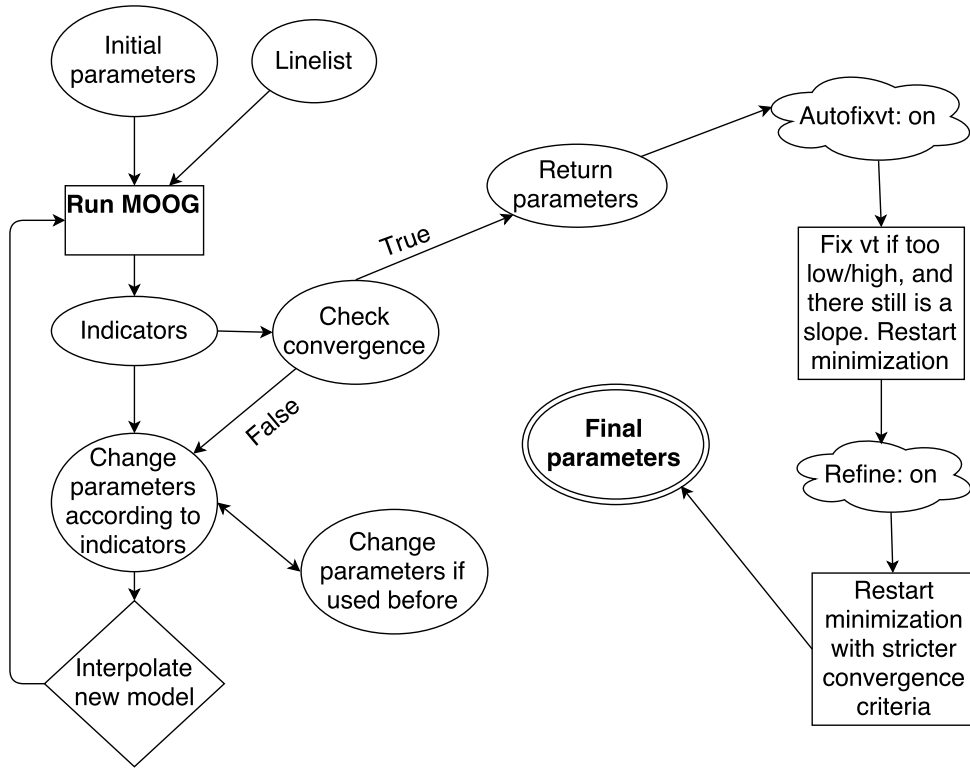 Initial
parameters
Linelist
Run MOOG
Indicators
Check
convergence
True
False
Return
parameters
Autofixvt: on
Fix vt if too
low/high, and
there still is a
slope. Restart
minimization
Refine: on
Restart
minimization
with stricter
convergence
criteria
Final
parameters
Change
parameters
according to
indicators
Change
parameters if
used before
Interpolate
new model